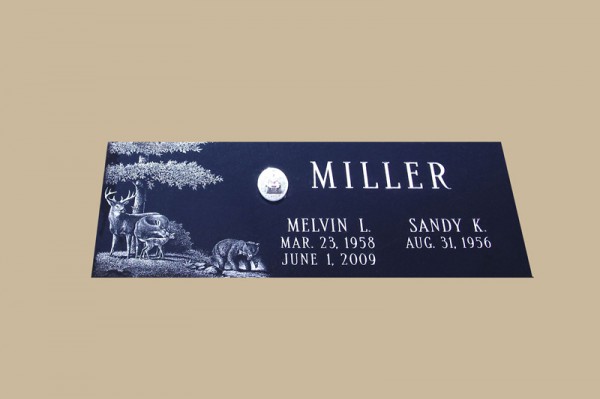 MILLER
MELVIN L.
MAR. 23, 1958
JUNE 1, 2009
SANDY K.
AUG. 31, 1956